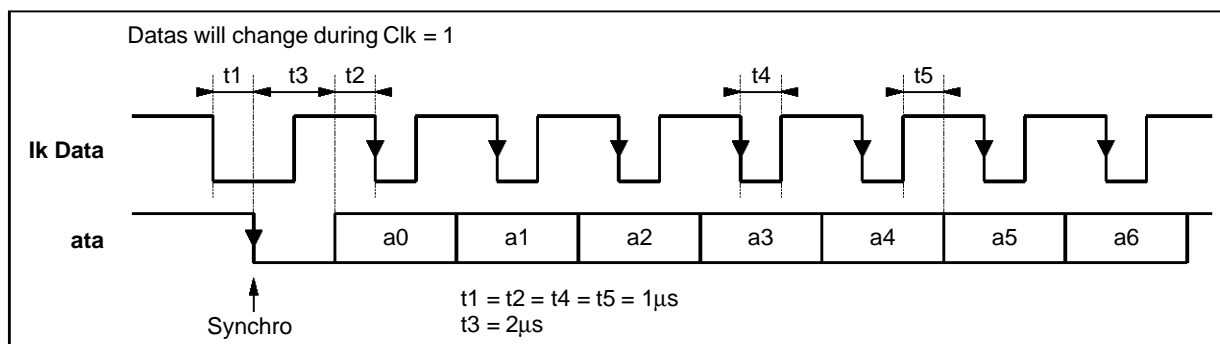 Datas will change during Clk = 1
t1 t3 t2 t4 t5
lk Data
ata a0 a1 a2 a3 a4 a5 a6
t1 = t2 = t4 = t5 = 1μs
t3 = 2μs
Synchro